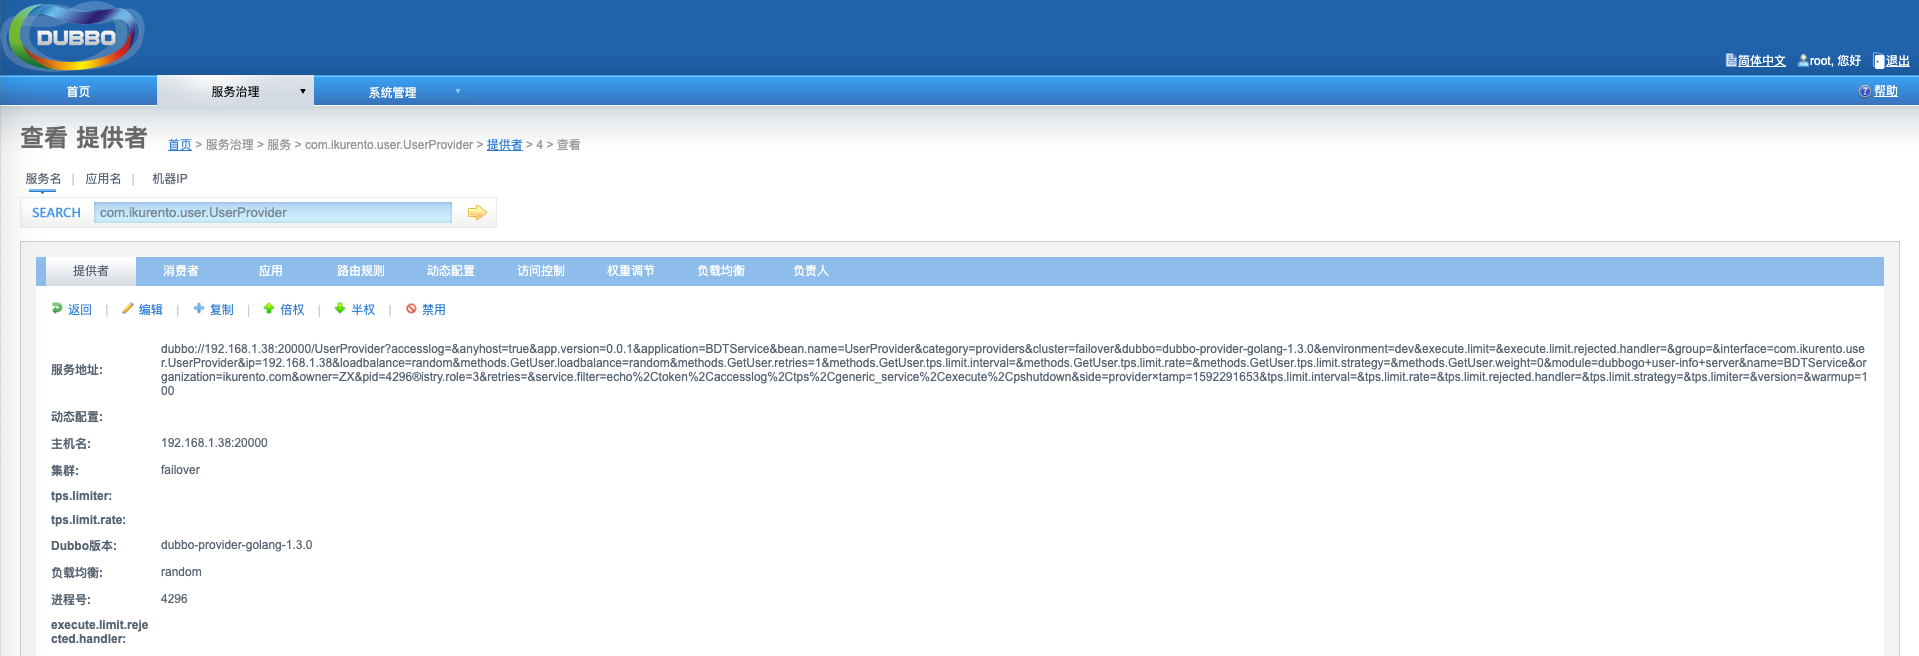 DUBBO
简体中文 root, 您好 退出
首页 服务治理 系统管理 帮助
查看 提供者 首页 > 服务治理 > 服务 > com.ikurento.user.UserProvider > 提供者 > 4 > 查看
服务名 | 应用名 | 机器IP
SEARCH com.ikurento.user.UserProvider
提供者 消费者 应用 路由规则 动态配置 访问控制 权重调节 负载均衡 负责人
返回 | 编辑 | 复制 | 倍权 | 半权 | 禁用
服务地址: dubbo://192.168.1.38:20000/UserProvider?accesslog=&anyhost=true&app.version=0.0.1&application=BDTService&bean.name=UserProvider&category=providers&cluster=failover&dubbo=dubbo-provider-golang-1.3.0&environment=dev&execute.limit=&execute.limit.rejected.handler=&group=&interface=com.ikurento.use
r.UserProvider&ip=192.168.1.38&loadbalance=random&methods.GetUser.loadbalance=random&methods.GetUser.retries=1&methods.GetUser.tps.limit.interval=&methods.GetUser.tps.limit.rate=&methods.GetUser.tps.limit.strategy=&methods.GetUser.weight=0&module=dubbogo+user-info+server&name=BDTService&or
ganization=ikurento.com&owner=ZX&pid=4296®istry.role=3&retries=&service.filter=echo%2Ctoken%2Caccesslog%2Ctps%2Cgeneric_service%2Cexecute%2Cpshutdown&side=provider×tamp=1592291653&tps.limit.interval=&tps.limit.rate=&tps.limit.rejected.handler=&tps.limit.strategy=&tps.limiter=&version=&warmup=1
00
动态配置:
主机名: 192.168.1.38:20000
集群: failover
tps.limiter:
tps.limit.rate:
Dubbo版本: dubbo-provider-golang-1.3.0
负载均衡: random
进程号: 4296
execute.limit.reje
cted.handler: